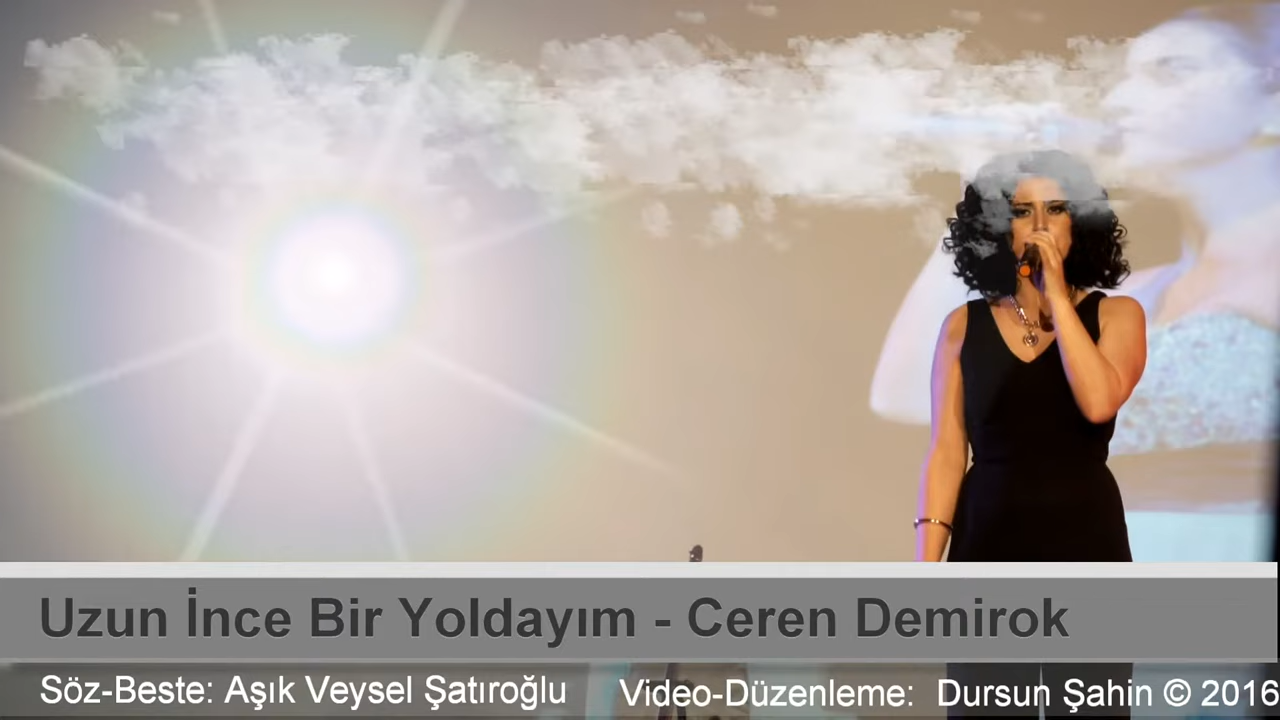 Uzun İnce Bir Yoldayım - Ceren Demirok
Söz-Beste: Aşık Veysel Şatıroğlu Video-Düzenleme: Dursun Şahin © 2016